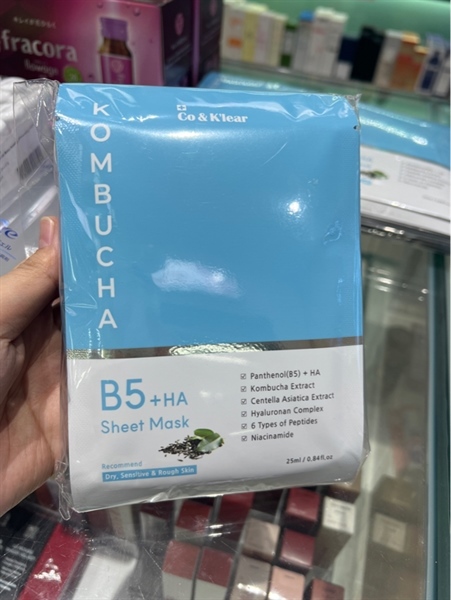 fracora
Co & K'lear
KOMBUCHA
B5 +HA
Sheet Mask
Recommend
Dry, Sensitive & Rough Skin
☑ Panthenol(B5) + HA
☑ Kombucha Extract
☑ Centella Asiatica Extract
☑ Hyaluronan Complex
☑ 6 Types of Peptides
☑ Niacinamide
25ml / 0.84fl.oz